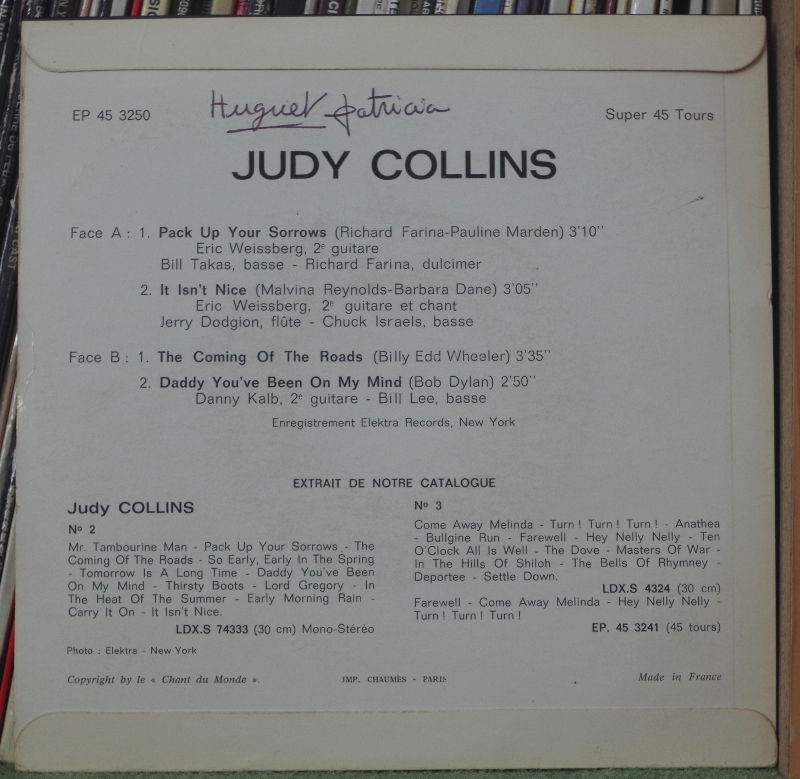 EP 45 3250
Huguet patricia
Super 45 Tours
JUDY COLLINS
Face A : 1. Pack Up Your Sorrows (Richard Farina-Pauline Marden) 3'10''
Eric Weissberg, 2e guitare
Bill Takas, basse - Richard Farina, dulcimer
2. It Isn't Nice (Malvina Reynolds-Barbara Dane) 3'05''
Eric Weissberg, 2e guitare et chant
Jerry Dodgion, flûte - Chuck Israels, basse
Face B : 1. The Coming Of The Roads (Billy Edd Wheeler) 3'35''
2. Daddy You've Been On My Mind (Bob Dylan) 2'50''
Danny Kalb, 2e guitare - Bill Lee, basse
Enregistrement Elektra Records, New York
EXTRAIT DE NOTRE CATALOGUE
Judy COLLINS
No 2
Mr. Tambourine Man - Pack Up Your Sorrows - The
Coming Of The Roads - So Early, Early In The Spring
- Tomorrow Is A Long Time - Daddy You've Been
On My Mind - Thirsty Boots - Lord Gregory - In
The Heat Of The Summer - Early Morning Rain -
Carry It On - It Isn't Nice.
LDX.S 74333 (30 cm) Mono-Stéréo
No 3
Come Away Melinda - Turn ! Turn ! Turn ! - Anathea
- Bullgine Run - Farewell - Hey Nelly Nelly - Ten
O'Clock All Is Well - The Dove - Masters Of War -
In The Hills Of Shiloh - The Bells Of Rhymney -
Deportee - Settle Down.
LDX.S 4324 (30 cm)
Farewell - Come Away Melinda - Hey Nelly Nelly -
Turn ! Turn ! Turn !
EP. 45 3241 (45 tours)
Photo : Elektra - New York
Copyright by le « Chant du Monde ».
IMP. CHAUMÈS - PARIS
Made in France